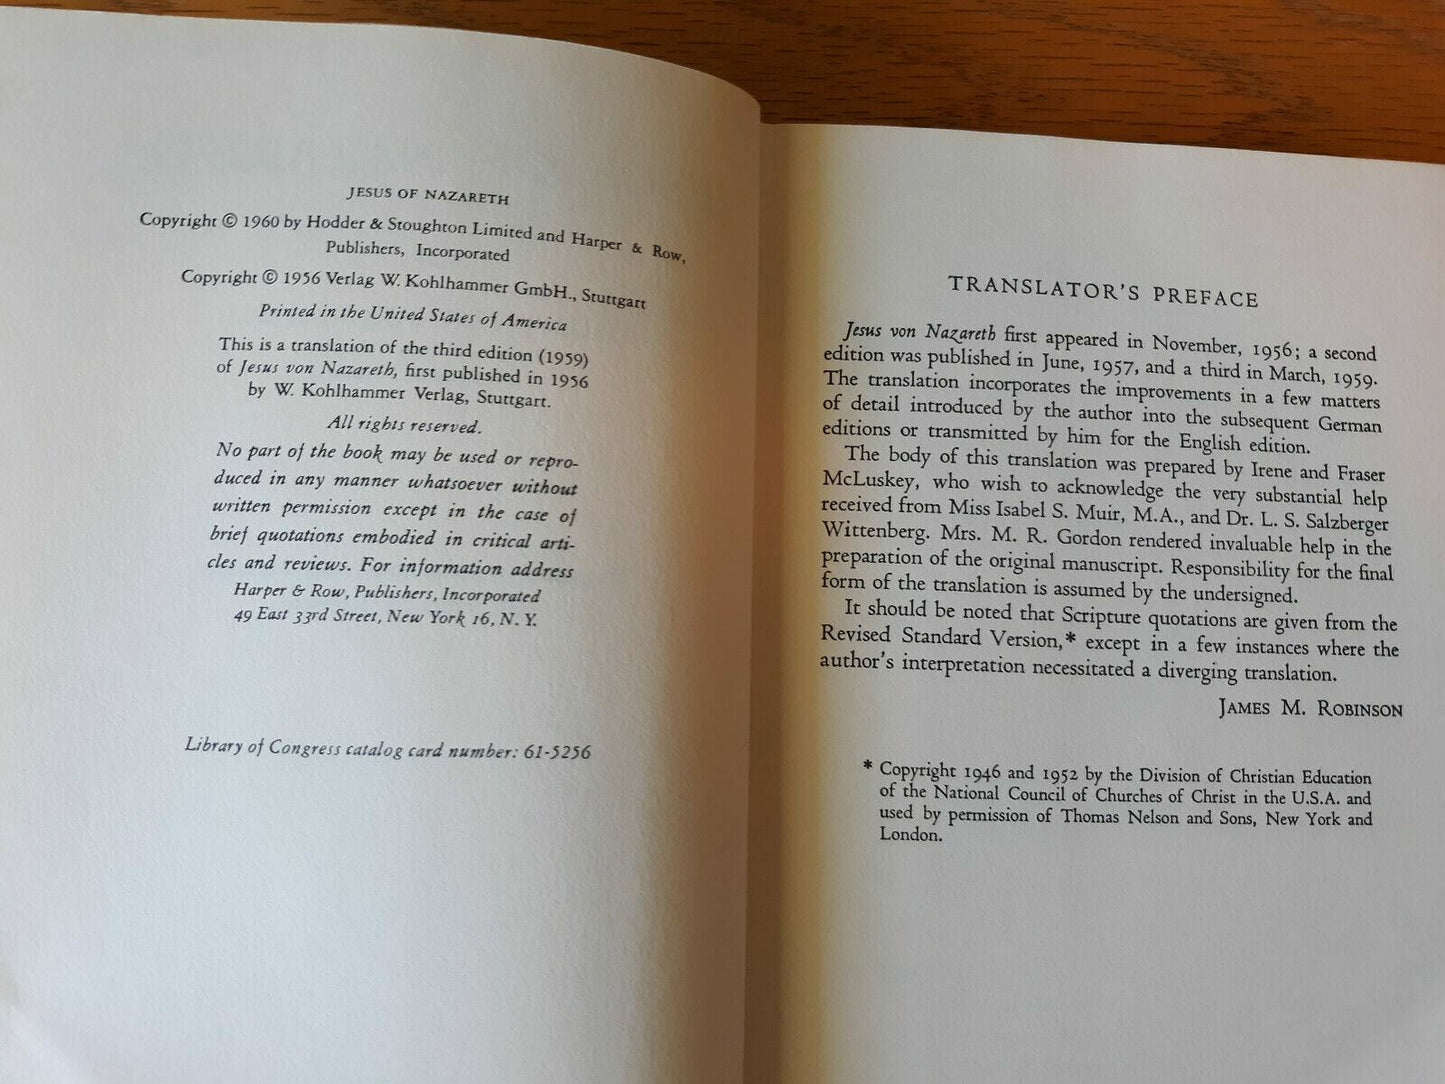 JESUS OF NAZARETH
Copyright © 1960 by Hodder & Stoughton Limited and Harper & Row,
Publishers, Incorporated
Copyright © 1956 Verlag W. Kohlhammer GmbH., Stuttgart
Printed in the United States of America
This is a translation of the third edition (1959)
of Jesus von Nazareth, first published in 1956
by W. Kohlhammer Verlag, Stuttgart.
All rights reserved.
No part of the book may be used or repro-
duced in any manner whatsoever without
written permission except in the case of
brief quotations embodied in critical arti-
cles and reviews. For information address
Harper & Row, Publishers, Incorporated
49 East 33rd Street, New York 16, N. Y.
Library of Congress catalog card number: 61-5256
TRANSLATOR'S PREFACE
Jesus von Nazareth first appeared in November, 1956; a second
edition was published in June, 1957, and a third in March, 1959.
The translation incorporates the improvements in a few matters
of detail introduced by the author into the subsequent German
editions or transmitted by him for the English edition.
The body of this translation was prepared by Irene and Fraser
McLuskey, who wish to acknowledge the very substantial help
received from Miss Isabel S. Muir, M.A., and Dr. L. S. Salzberger
Wittenberg. Mrs. M. R. Gordon rendered invaluable help in the
preparation of the original manuscript. Responsibility for the final
form of the translation is assumed by the undersigned.
It should be noted that Scripture quotations are given from the
Revised Standard Version,* except in a few instances where the
author's interpretation necessitated a diverging translation.
JAMES M. ROBINSON
* Copyright 1946 and 1952 by the Division of Christian Education
of the National Council of Churches of Christ in the U.S.A. and
used by permission of Thomas Nelson and Sons, New York and
London.